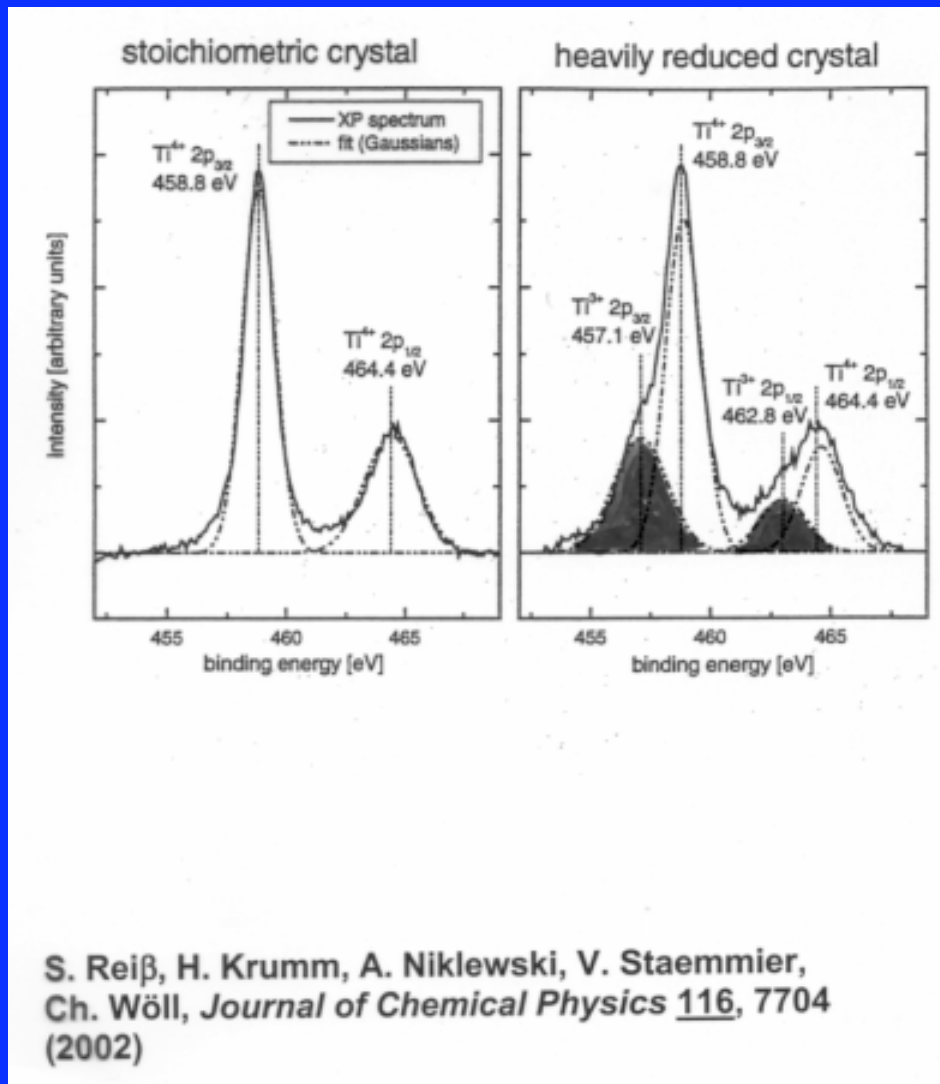 stoichiometric crystal
heavily reduced crystal
XP spectrum
fit (Gaussians)
Ti⁴⁺ 2p₃/₂
458.8 eV
Ti⁴⁺ 2p₁/₂
464.4 eV
Ti⁴⁺ 2p₃/₂
458.8 eV
Ti³⁺ 2p₃/₂
457.1 eV
Ti³⁺ 2p₁/₂
462.8 eV
Ti⁴⁺ 2p₁/₂
464.4 eV
Intensity [arbitrary units]
455 460 465
binding energy [eV]
455 460 465
binding energy [eV]
S. Reiβ, H. Krumm, A. Niklewski, V. Staemmier,
Ch. Wöll, Journal of Chemical Physics 116, 7704
(2002)